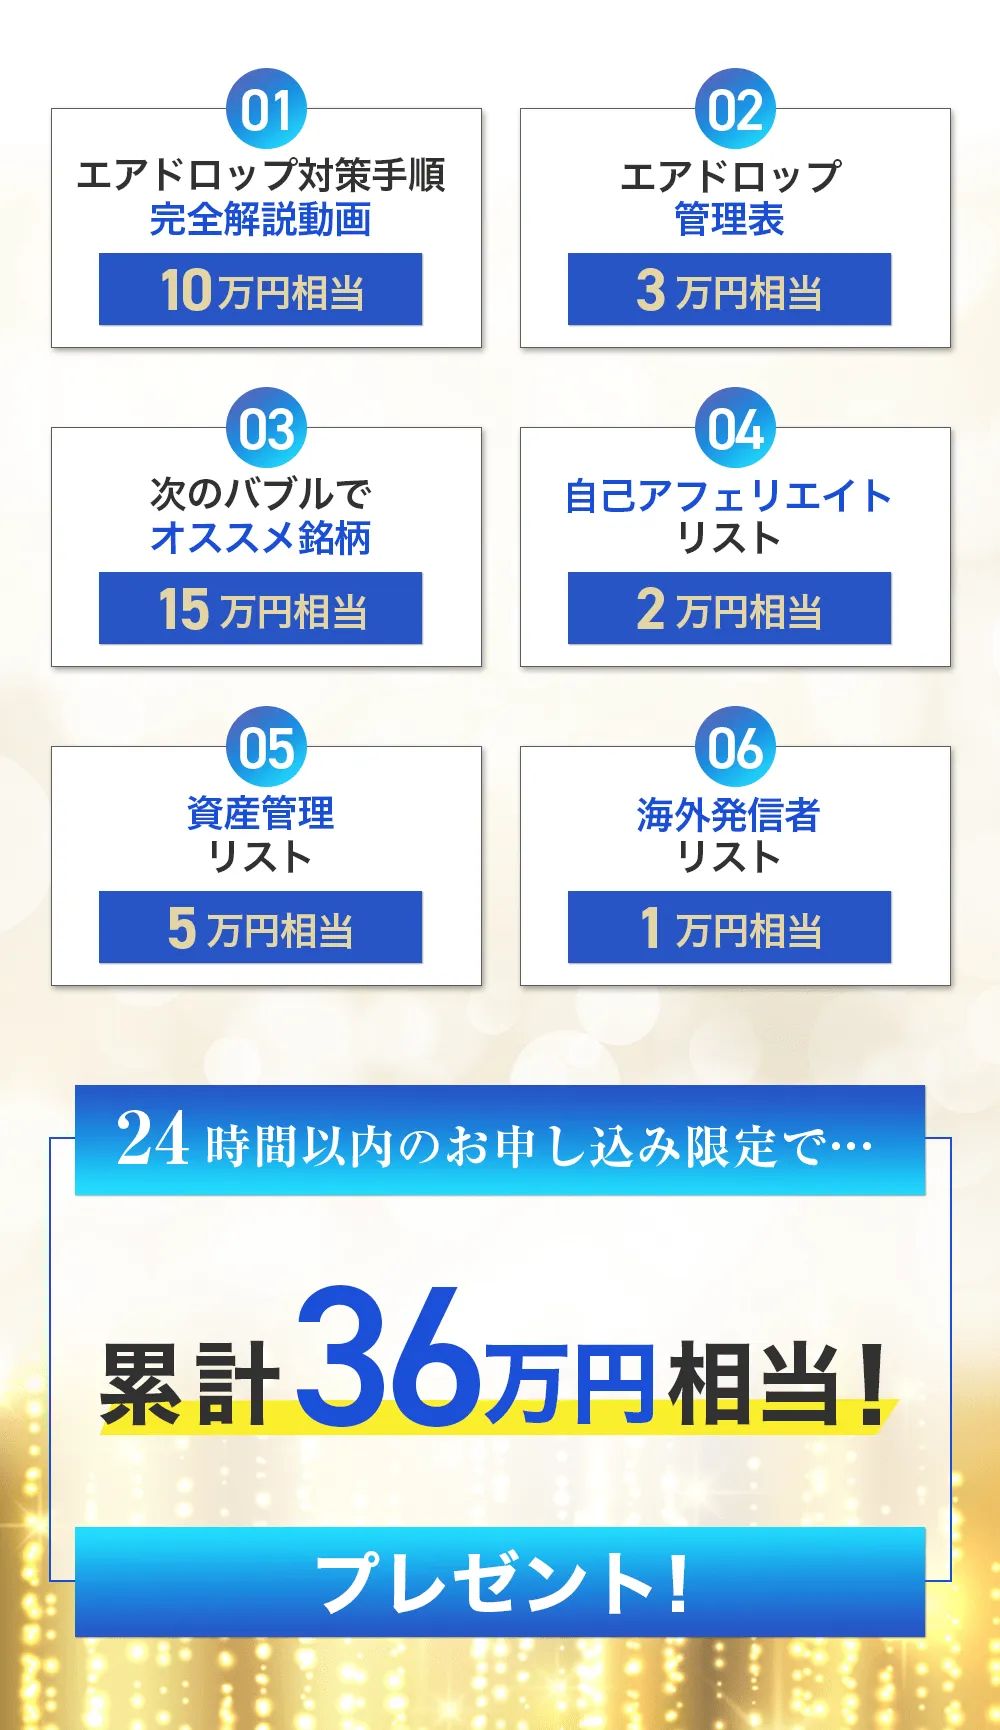 01
エアドロップ対策手順
完全解説動画
10万円相当
02
エアドロップ
管理表
3万円相当
03
次のバブルで
オススメ銘柄
15万円相当
04
自己アフェリエイト
リスト
2万円相当
05
資産管理
リスト
5万円相当
06
海外発信者
リスト
1万円相当
24時間以内のお申し込み限定で…
累計36万円相当！
プレゼント！